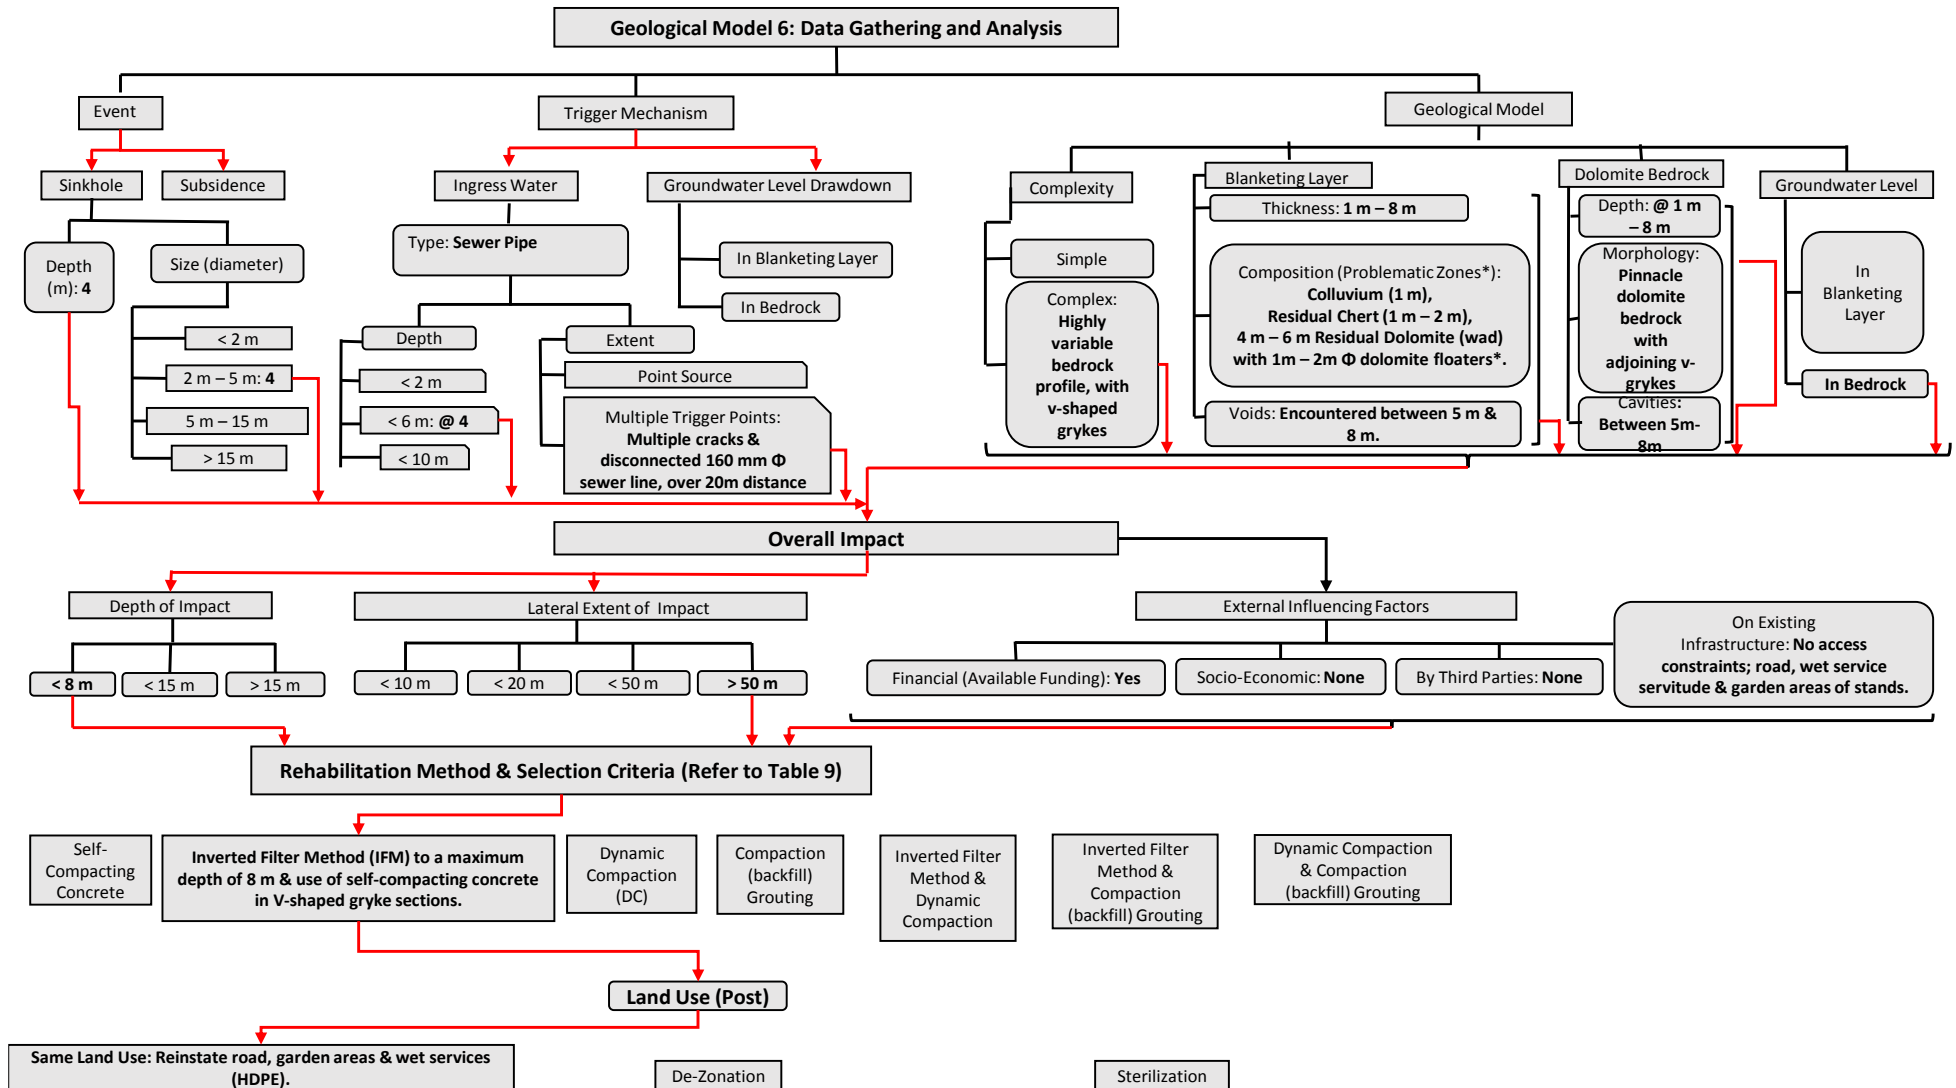 Geological Model 6: Data Gathering and Analysis
Event
Trigger Mechanism
Geological Model
Sinkhole
Subsidence
Ingress Water
Groundwater Level Drawdown
Complexity
Blanketing Layer
Dolomite Bedrock
Groundwater Level
Depth
(m): 4
Size (diameter)
< 2 m
2 m – 5 m: 4
5 m – 15 m
> 15 m
Type: Sewer Pipe
Depth
< 2 m
< 6 m: @ 4
< 10 m
Extent
Point Source
Multiple Trigger Points:
Multiple cracks &
disconnected 160 mm Φ
sewer line, over 20m distance
In Blanketing Layer
In Bedrock
Simple
Complex:
Highly
variable
bedrock
profile, with
v-shaped
grykes
Thickness: 1 m – 8 m
Composition (Problematic Zones*):
Colluvium (1 m),
Residual Chert (1 m – 2 m),
4 m – 6 m Residual Dolomite (wad)
with 1m – 2m Φ dolomite floaters*.
Voids: Encountered between 5 m &
8 m.
Depth: @ 1 m
– 8 m
Morphology:
Pinnacle
dolomite
bedrock
with
adjoining v-
grykes
Cavities:
Between 5m-
8m
In
Blanketing
Layer
In Bedrock
Overall Impact
Depth of Impact
Lateral Extent of Impact
External Influencing Factors
< 8 m
< 15 m
> 15 m
< 10 m
< 20 m
< 50 m
> 50 m
Financial (Available Funding): Yes
Socio-Economic: None
By Third Parties: None
On Existing
Infrastructure: No access
constraints; road, wet service
servitude & garden areas of stands.
Rehabilitation Method & Selection Criteria (Refer to Table 9)
Self-
Compacting
Concrete
Inverted Filter Method (IFM) to a maximum
depth of 8 m & use of self-compacting concrete
in V-shaped gryke sections.
Dynamic
Compaction
(DC)
Compaction
(backfill)
Grouting
Inverted Filter
Method &
Dynamic
Compaction
Inverted Filter
Method &
Compaction
(backfill) Grouting
Dynamic Compaction
& Compaction
(backfill) Grouting
Land Use (Post)
Same Land Use: Reinstate road, garden areas & wet services
(HDPE).
De-Zonation
Sterilization